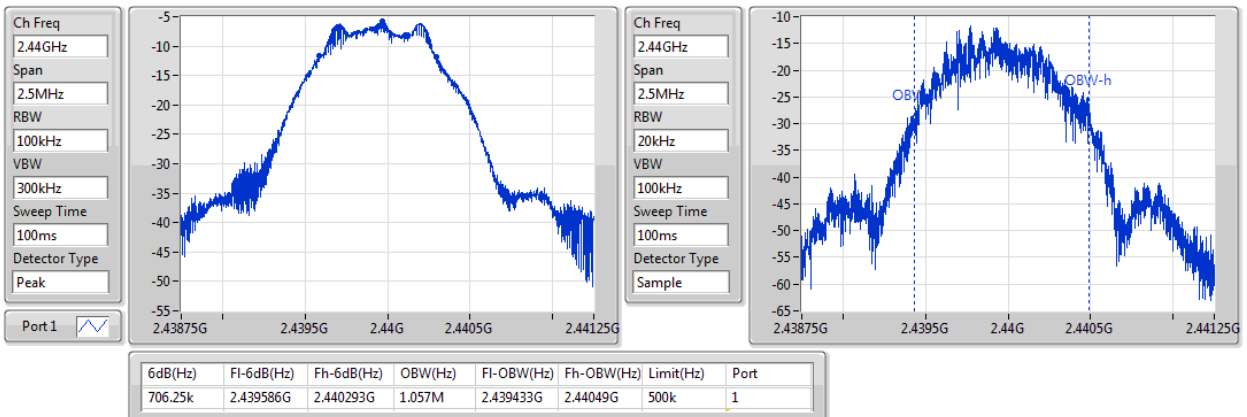 Ch Freq
2.44GHz
Span
2.5MHz
RBW
100kHz
VBW
300kHz
Sweep Time
100ms
Detector Type
Peak
Port 1
-5
-10
-15
-20
-25
-30
-35
-40
-45
-50
-55
2.43875G 2.4395G 2.44G 2.4405G 2.44125G
Ch Freq
2.44GHz
Span
2.5MHz
RBW
20kHz
VBW
100kHz
Sweep Time
100ms
Detector Type
Sample
-10
-15
-20
-25
-30
-35
-40
-45
-50
-55
-60
-65
OBW-h
2.43875G 2.4395G 2.44G 2.4405G 2.44125G
6dB(Hz) Fl-6dB(Hz) Fh-6dB(Hz) OBW(Hz) Fl-OBW(Hz) Fh-OBW(Hz) Limit(Hz) Port
706.25k 2.439586G 2.440293G 1.057M 2.439433G 2.44049G 500k 1